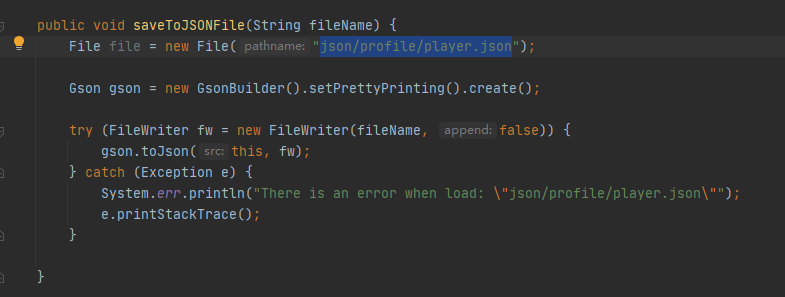 public void saveToJSONFile(String fileName) {
File file = new File( pathname: "json/profile/player.json");
Gson gson = new GsonBuilder().setPrettyPrinting().create();
try (FileWriter fw = new FileWriter(fileName, append: false)) {
gson.toJson( src: this, fw);
} catch (Exception e) {
System.err.println("There is an error when load: \"json/profile/player.json\"");
e.printStackTrace();
}
}